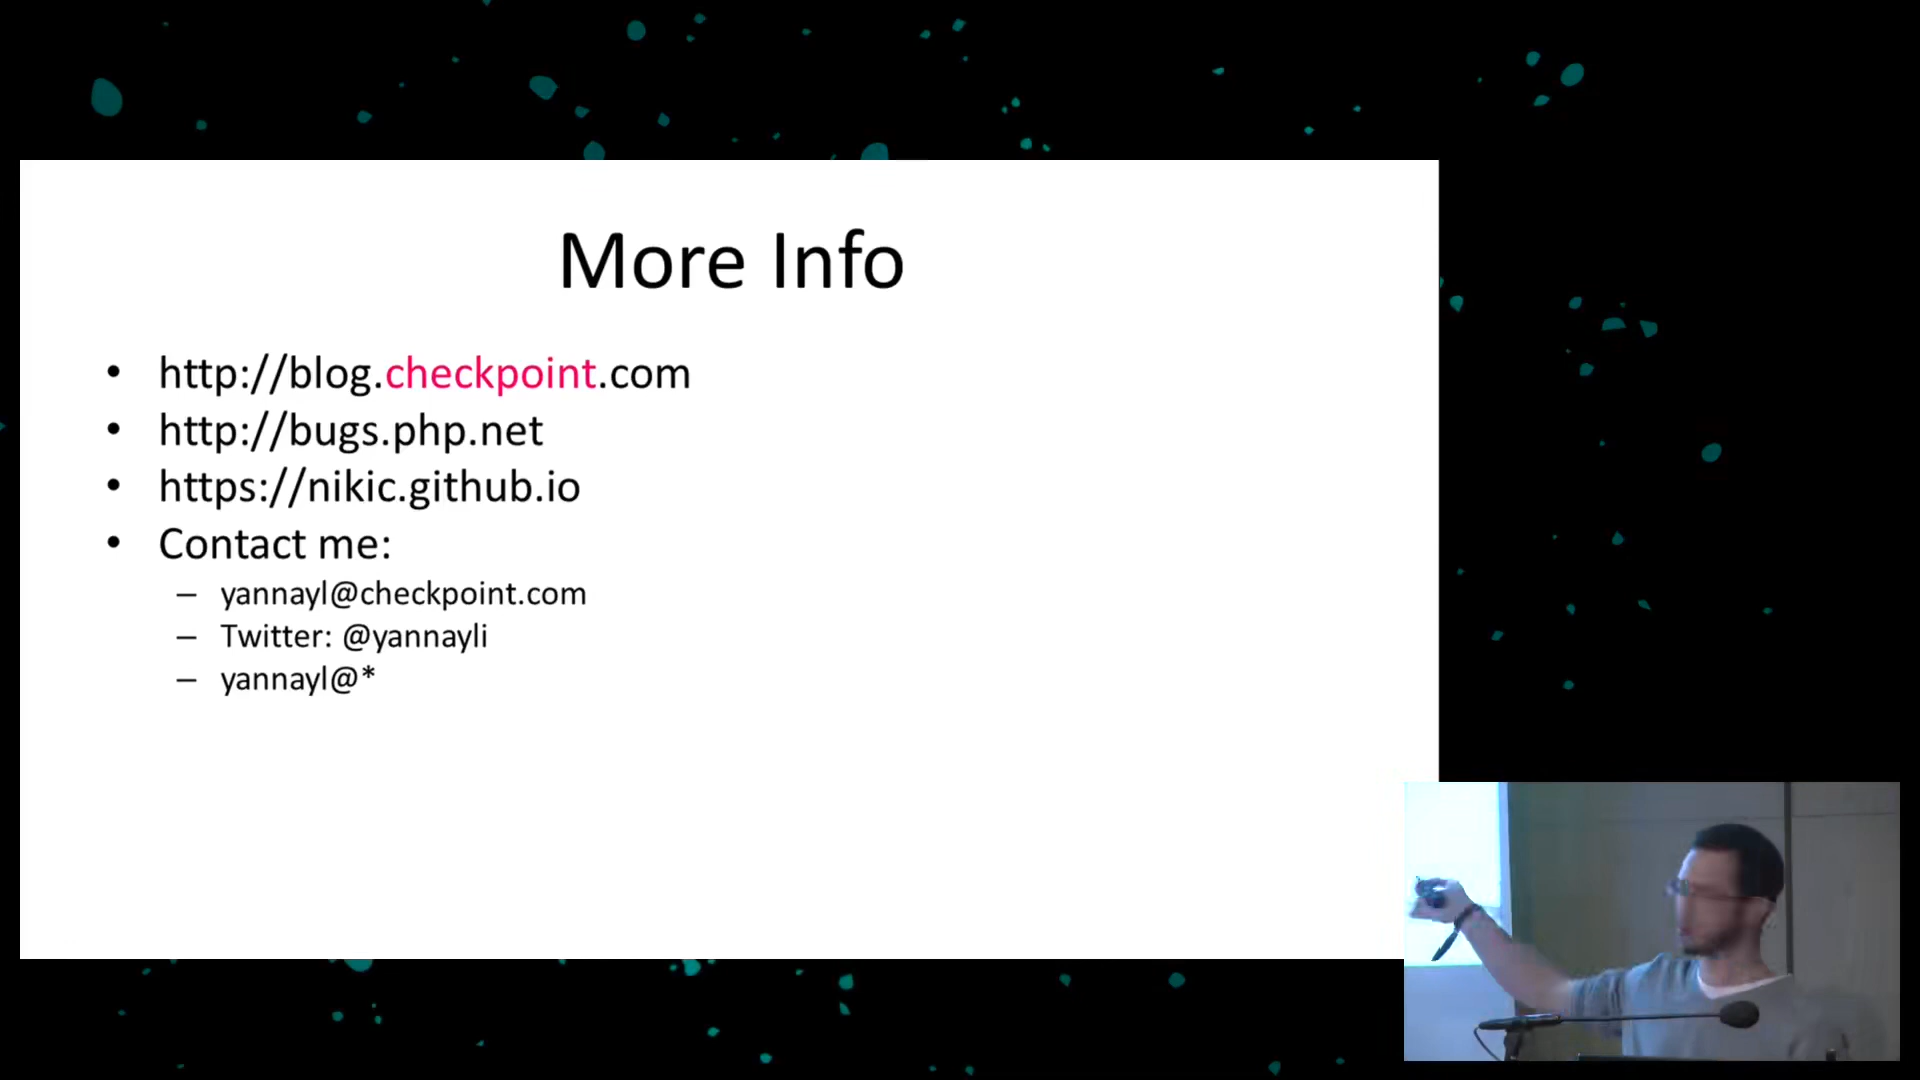 More Info
• http://blog.checkpoint.com
• http://bugs.php.net
• https://nikic.github.io
• Contact me:
– yannayl@checkpoint.com
– Twitter: @yannayli
– yannayl@*